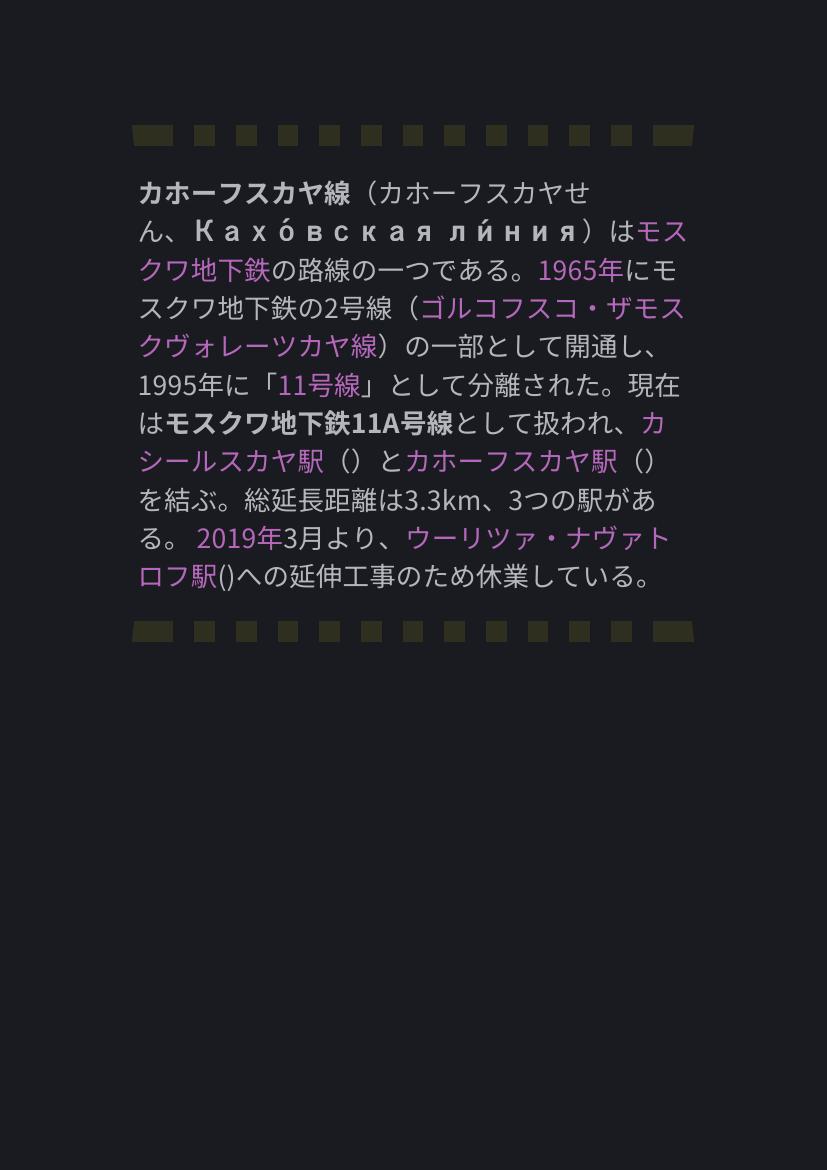 カホーフスカヤ線（カホーフスカヤせ
ん、Кахо́вская ли́ния）はモス
クワ地下鉄の路線の一つである。1965年にモ
スクワ地下鉄の2号線（ゴルコフスコ・ザモス
クヴォレーツカヤ線）の一部として開通し、
1995年に「11号線」として分離された。現在
はモスクワ地下鉄11A号線として扱われ、カ
シールスカヤ駅（）とカホーフスカヤ駅（）
を結ぶ。総延長距離は3.3km、3つの駅があ
る。 2019年3月より、ウーリツァ・ナヴァト
ロフ駅()への延伸工事のため休業している。